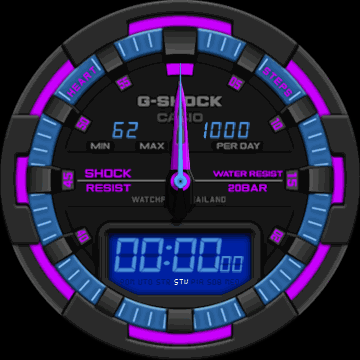 HEART STEPS
G-SHOCK
CASIO
62 1000
MIN MAX PER DAY
SHOCK WATER RESIST
RESIST 20BAR
00:00 00
STU